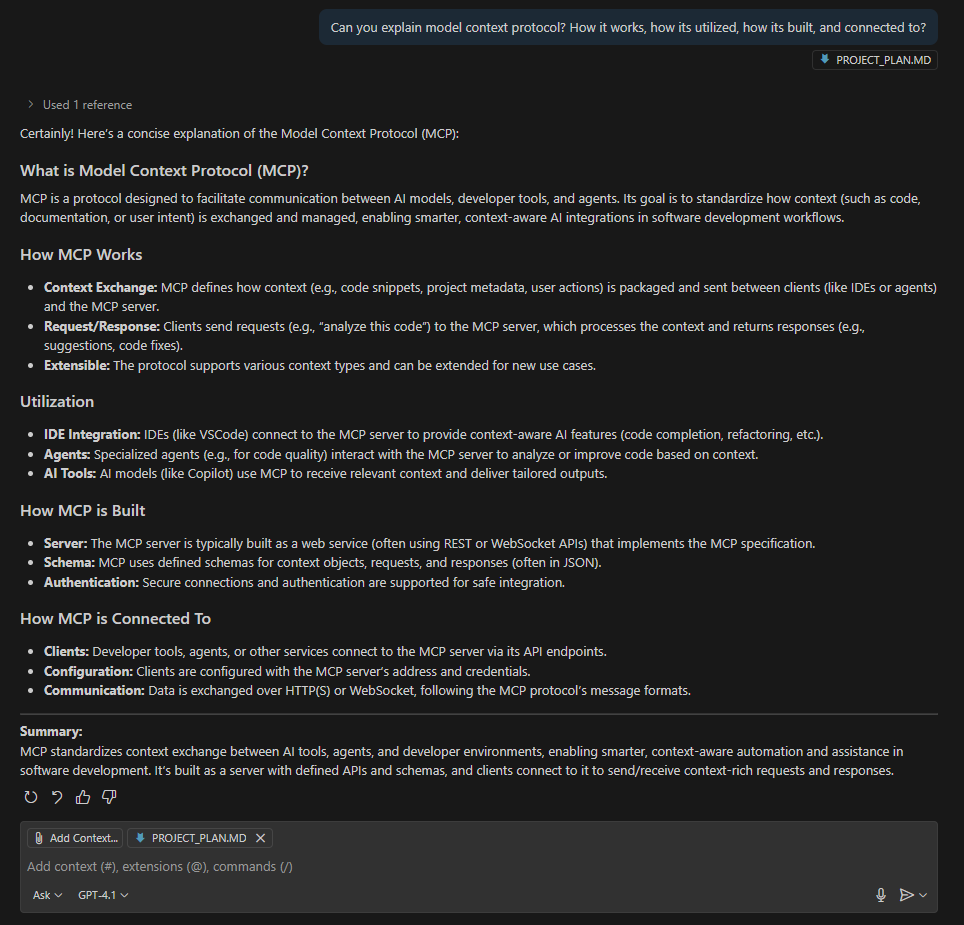 Can you explain model context protocol? How it works, how its utilized, how its built, and connected to?
PROJECT_PLAN.MD
Used 1 reference
Certainly! Here's a concise explanation of the Model Context Protocol (MCP):
What is Model Context Protocol (MCP)?
MCP is a protocol designed to facilitate communication between AI models, developer tools, and agents. Its goal is to standardize how context (such as code,
documentation, or user intent) is exchanged and managed, enabling smarter, context-aware AI integrations in software development workflows.
How MCP Works
• Context Exchange: MCP defines how context (e.g., code snippets, project metadata, user actions) is packaged and sent between clients (like IDEs or agents)
and the MCP server.
• Request/Response: Clients send requests (e.g., "analyze this code") to the MCP server, which processes the context and returns responses (e.g.,
suggestions, code fixes).
• Extensible: The protocol supports various context types and can be extended for new use cases.
Utilization
• IDE Integration: IDEs (like VSCode) connect to the MCP server to provide context-aware AI features (code completion, refactoring, etc.).
• Agents: Specialized agents (e.g., for code quality) interact with the MCP server to analyze or improve code based on context.
• AI Tools: AI models (like Copilot) use MCP to receive relevant context and deliver tailored outputs.
How MCP is Built
• Server: The MCP server is typically built as a web service (often using REST or WebSocket APIs) that implements the MCP specification.
• Schema: MCP uses defined schemas for context objects, requests, and responses (often in JSON).
• Authentication: Secure connections and authentication are supported for safe integration.
How MCP is Connected To
• Clients: Developer tools, agents, or other services connect to the MCP server via its API endpoints.
• Configuration: Clients are configured with the MCP server's address and credentials.
• Communication: Data is exchanged over HTTP(S) or WebSocket, following the MCP protocol's message formats.
Summary:
MCP standardizes context exchange between AI tools, agents, and developer environments, enabling smarter, context-aware automation and assistance in
software development. It's built as a server with defined APIs and schemas, and clients connect to it to send/receive context-rich requests and responses.
Add Context... PROJECT_PLAN.MD
Add context (#), extensions (@), commands (/)
Ask GPT-4.1